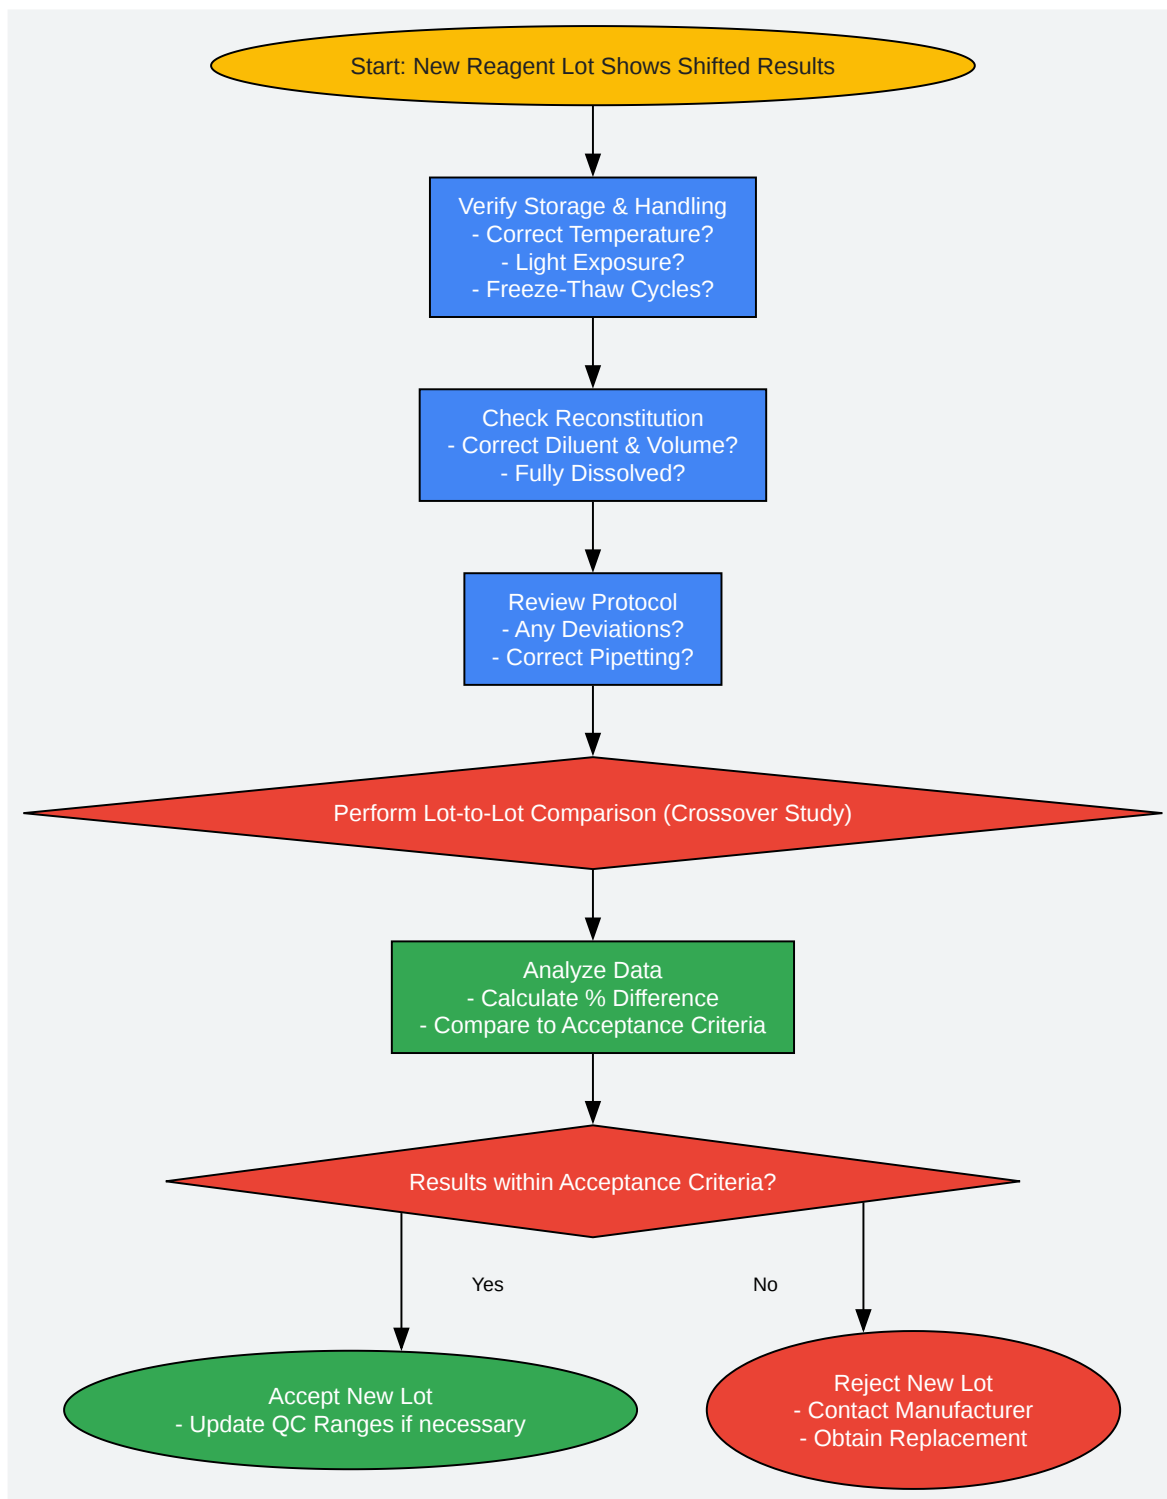 Start: New Reagent Lot Shows Shifted Results
Verify Storage & Handling
- Correct Temperature?
- Light Exposure?
- Freeze-Thaw Cycles?
Check Reconstitution
- Correct Diluent & Volume?
- Fully Dissolved?
Review Protocol
- Any Deviations?
- Correct Pipetting?
Perform Lot-to-Lot Comparison (Crossover Study)
Analyze Data
- Calculate % Difference
- Compare to Acceptance Criteria
Results within Acceptance Criteria?
Yes
No
Accept New Lot
- Update QC Ranges if necessary
Reject New Lot
- Contact Manufacturer
- Obtain Replacement